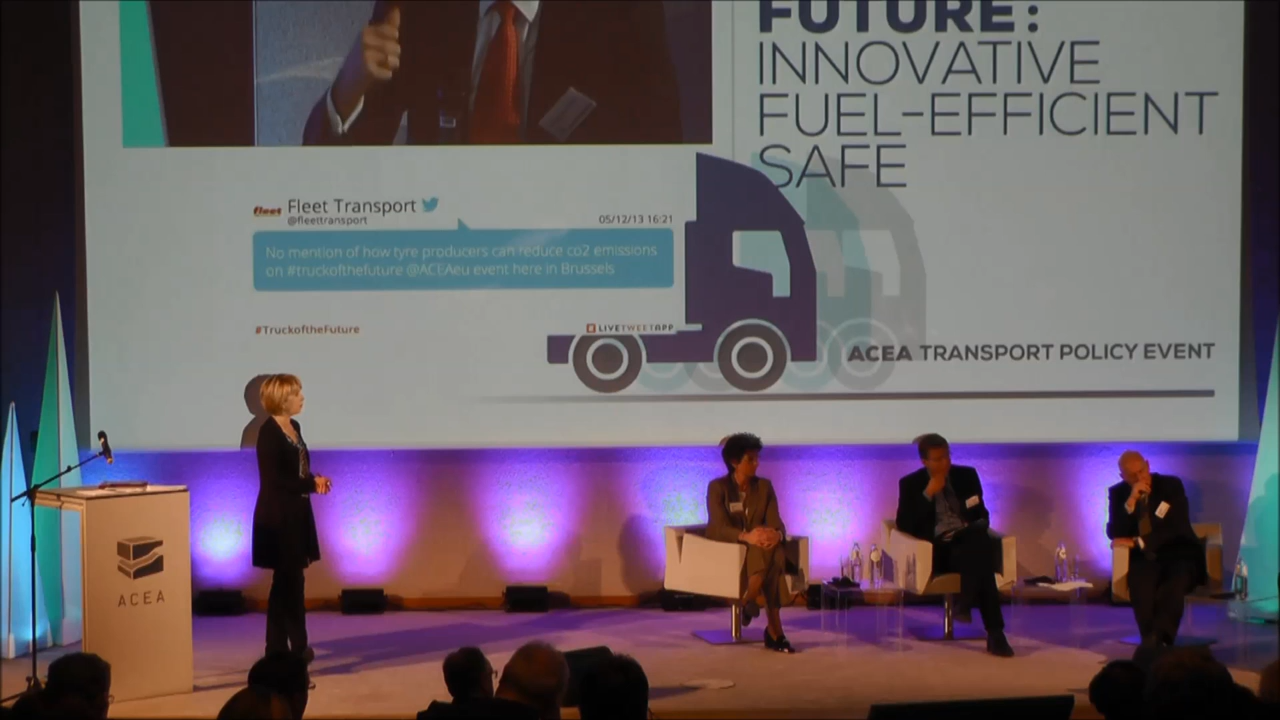 FUTURE:
INNOVATIVE
FUEL-EFFICIENT
SAFE
fleet Fleet Transport
@fleettransport
05/12/13 16:21
No mention of how tyre producers can reduce co2 emissions
on #truckofthefuture @ACEAeu event here in Brussels
#TruckoftheFuture
LIVETWEETAPP
ACEA TRANSPORT POLICY EVENT
ACEA